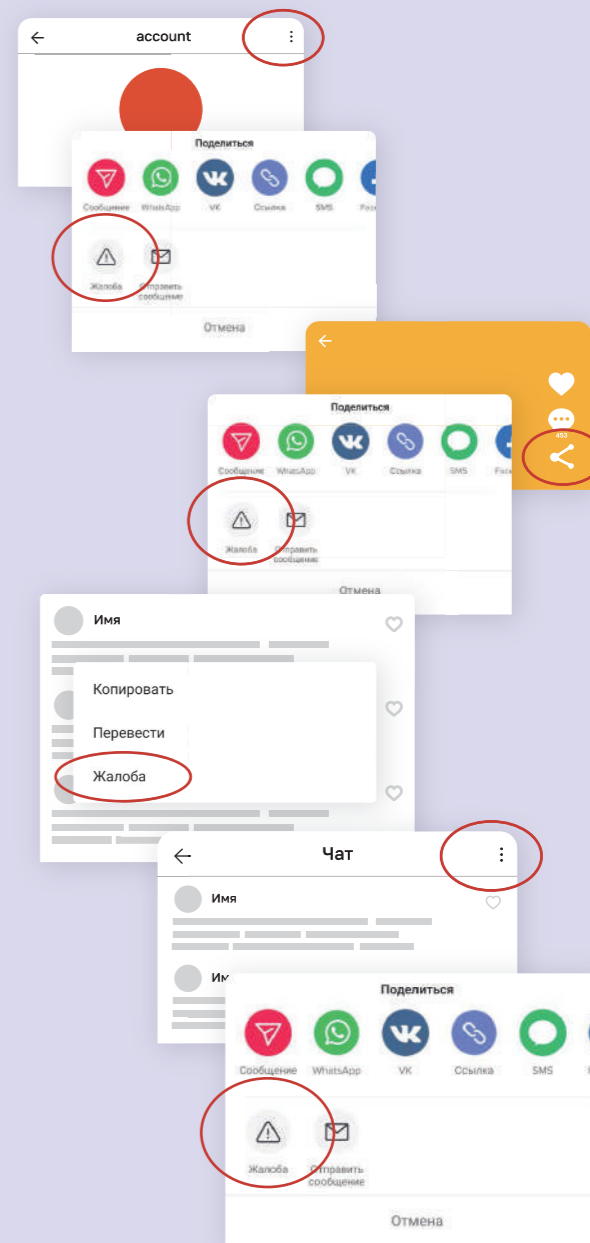 account
Поделиться
Сообщение WhatsApp VK Ссылка SMS
Жалоба Отправить
сообщение
Отмена
Поделиться
453
Сообщение WhatsApp VK Ссылка SMS
Жалоба Отправить
сообщение
Отмена
Имя
Копировать
Перевести
Жалоба
Чат
Имя
Им
Поделиться
Сообщение WhatsApp VK Ссылка SMS
Жалоба Отправить
сообщение
Отмена